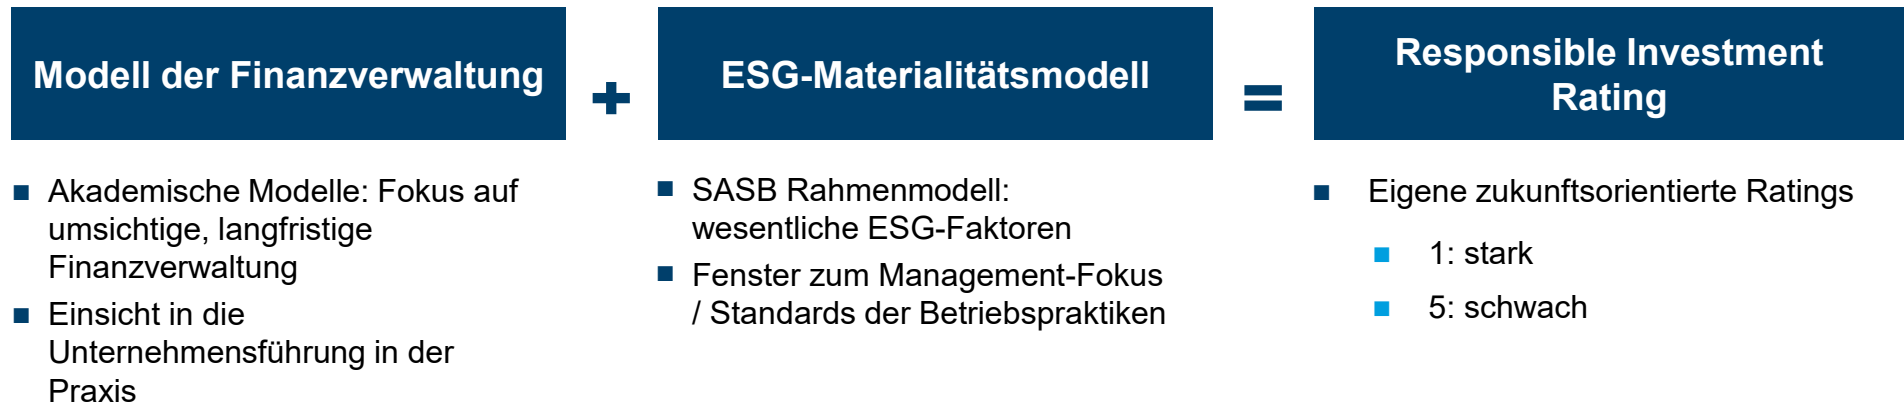 Modell der Finanzverwaltung
+
ESG-Materialitätsmodell
=
Responsible Investment
Rating
Akademische Modelle: Fokus auf
umsichtige, langfristige
Finanzverwaltung
Einsicht in die
Unternehmensführung in der
Praxis
SASB Rahmenmodell:
wesentliche ESG-Faktoren
Fenster zum Management-Fokus
/ Standards der Betriebspraktiken
Eigene zukunftsorientierte Ratings
1: stark
5: schwach